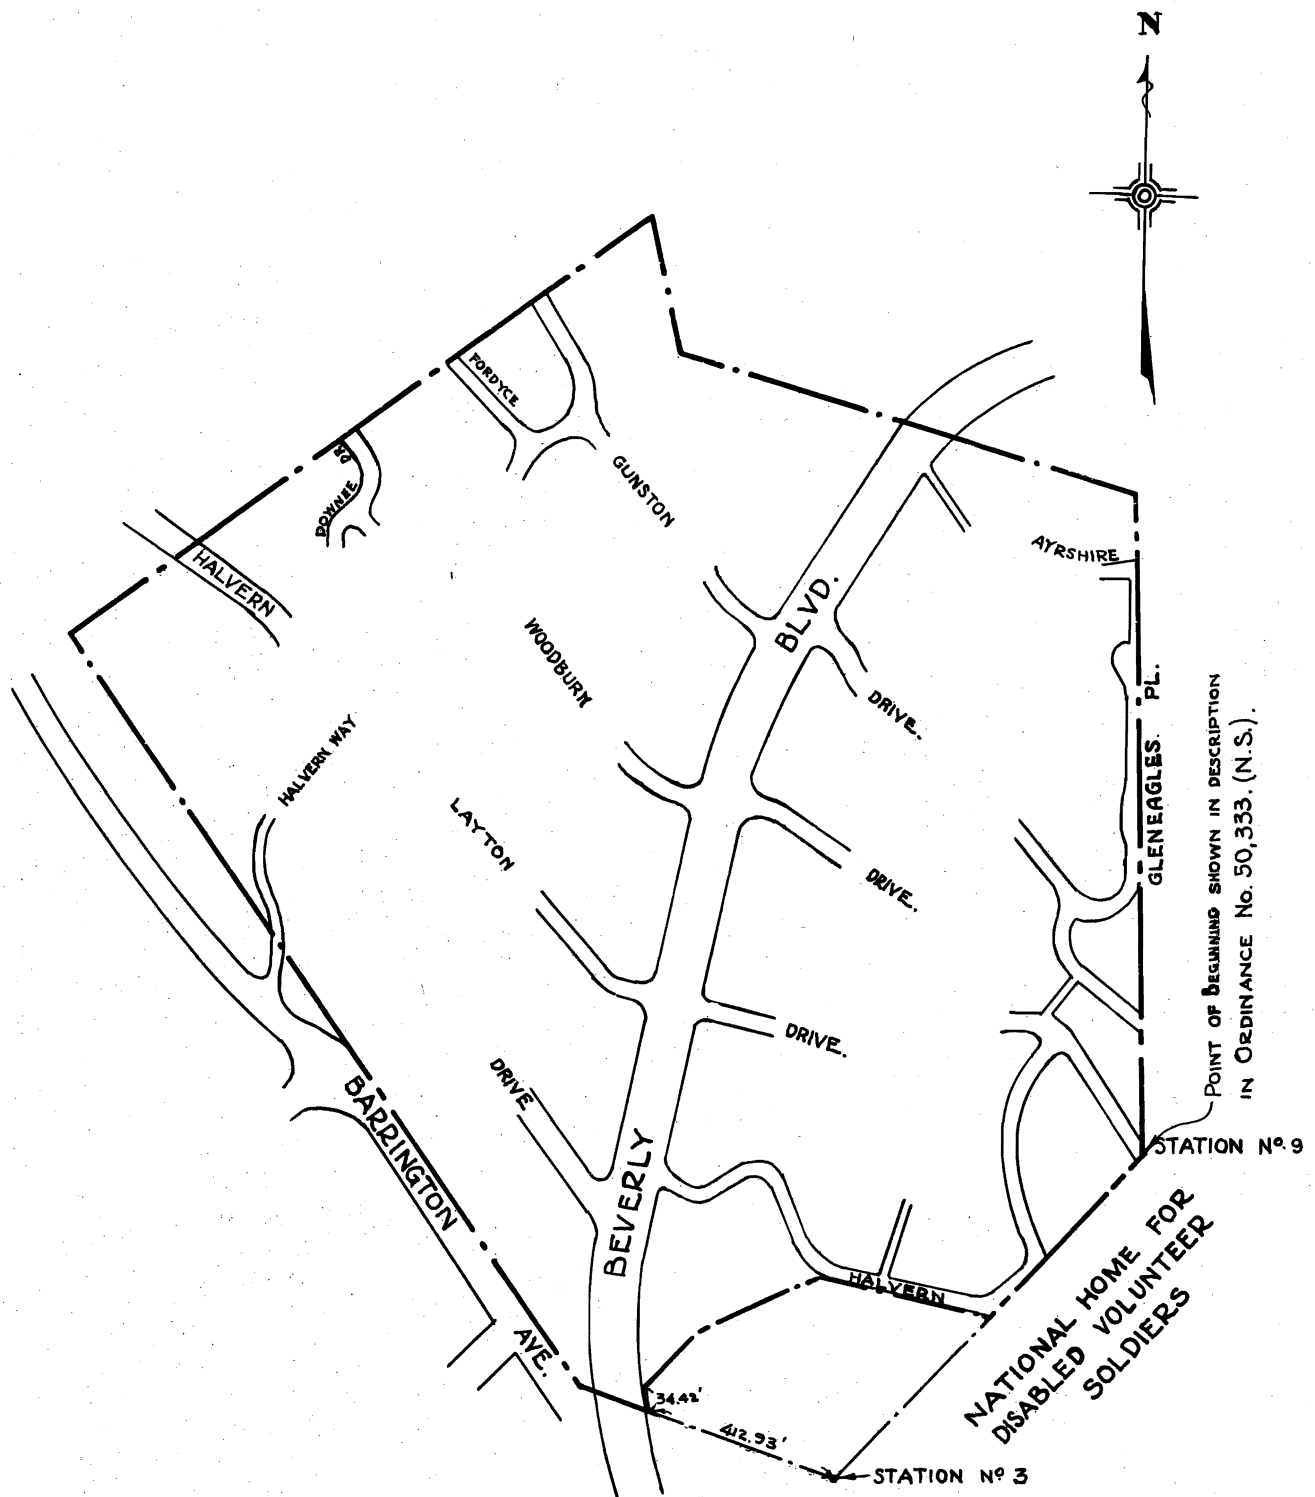 N
FORDYCE
DOWNEE
DR.
GUNSTON
HALVERN
AYRSHIRE
WOODBURN
BLVD.
DRIVE.
GLENEAGLES PL.
HALVERN WAY
LAYTON
DRIVE.
POINT OF BEGINNING SHOWN IN DESCRIPTION
IN ORDINANCE No. 50,333. (N.S.).
DRIVE.
DRIVE
BARRINGTON
AVE.
BEVERLY
STATION Nº 9
HALVERN
NATIONAL HOME FOR
DISABLED VOLUNTEER
SOLDIERS
34.42'
412.93'
STATION Nº 3